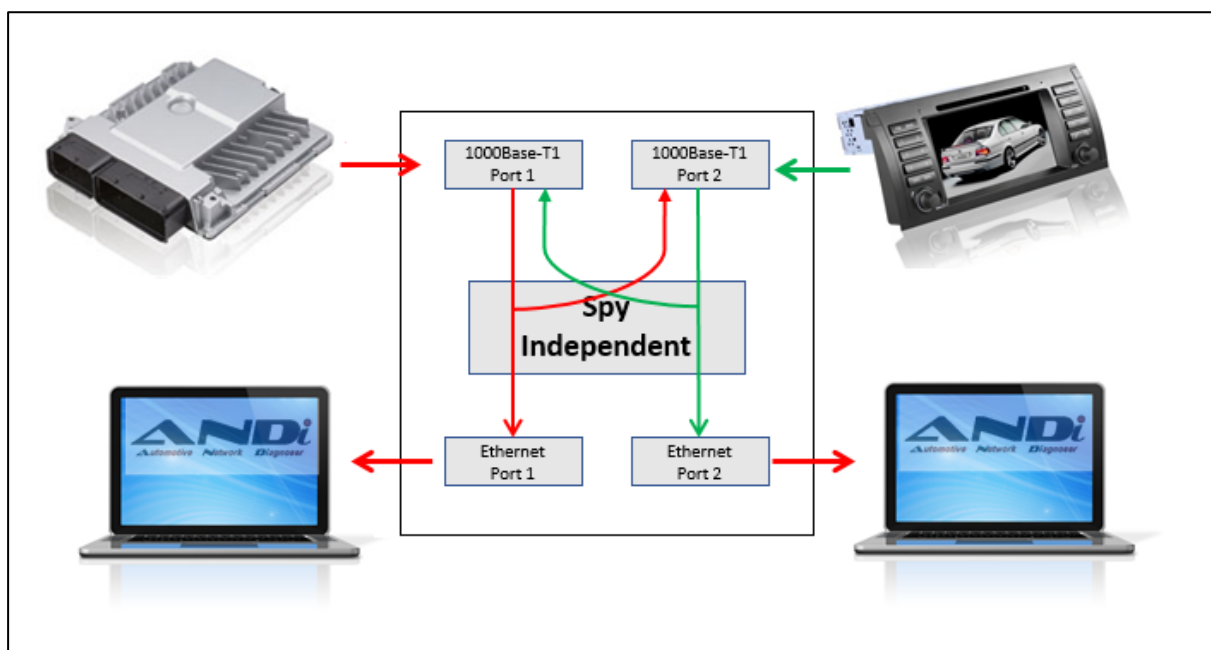 1000Base-T1
Port 1
1000Base-T1
Port 2
Spy
Independent
Ethernet
Port 1
Ethernet
Port 2
ANDi
Automotive Network Diagnoser
ANDi
Automotive Network Diagnoser